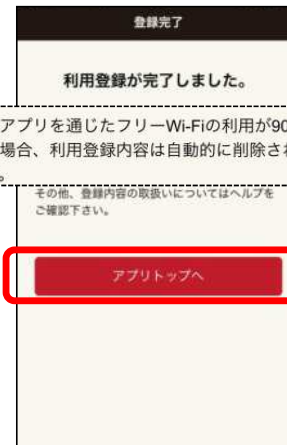 登録完了
利用登録が完了しました。
アプリを通じたフリーWi-Fiの利用が90
場合、利用登録内容は自動的に削除さ
。
その他、登録内容の取扱いについてはヘルプを
ご確認下さい。
アプリトップへ